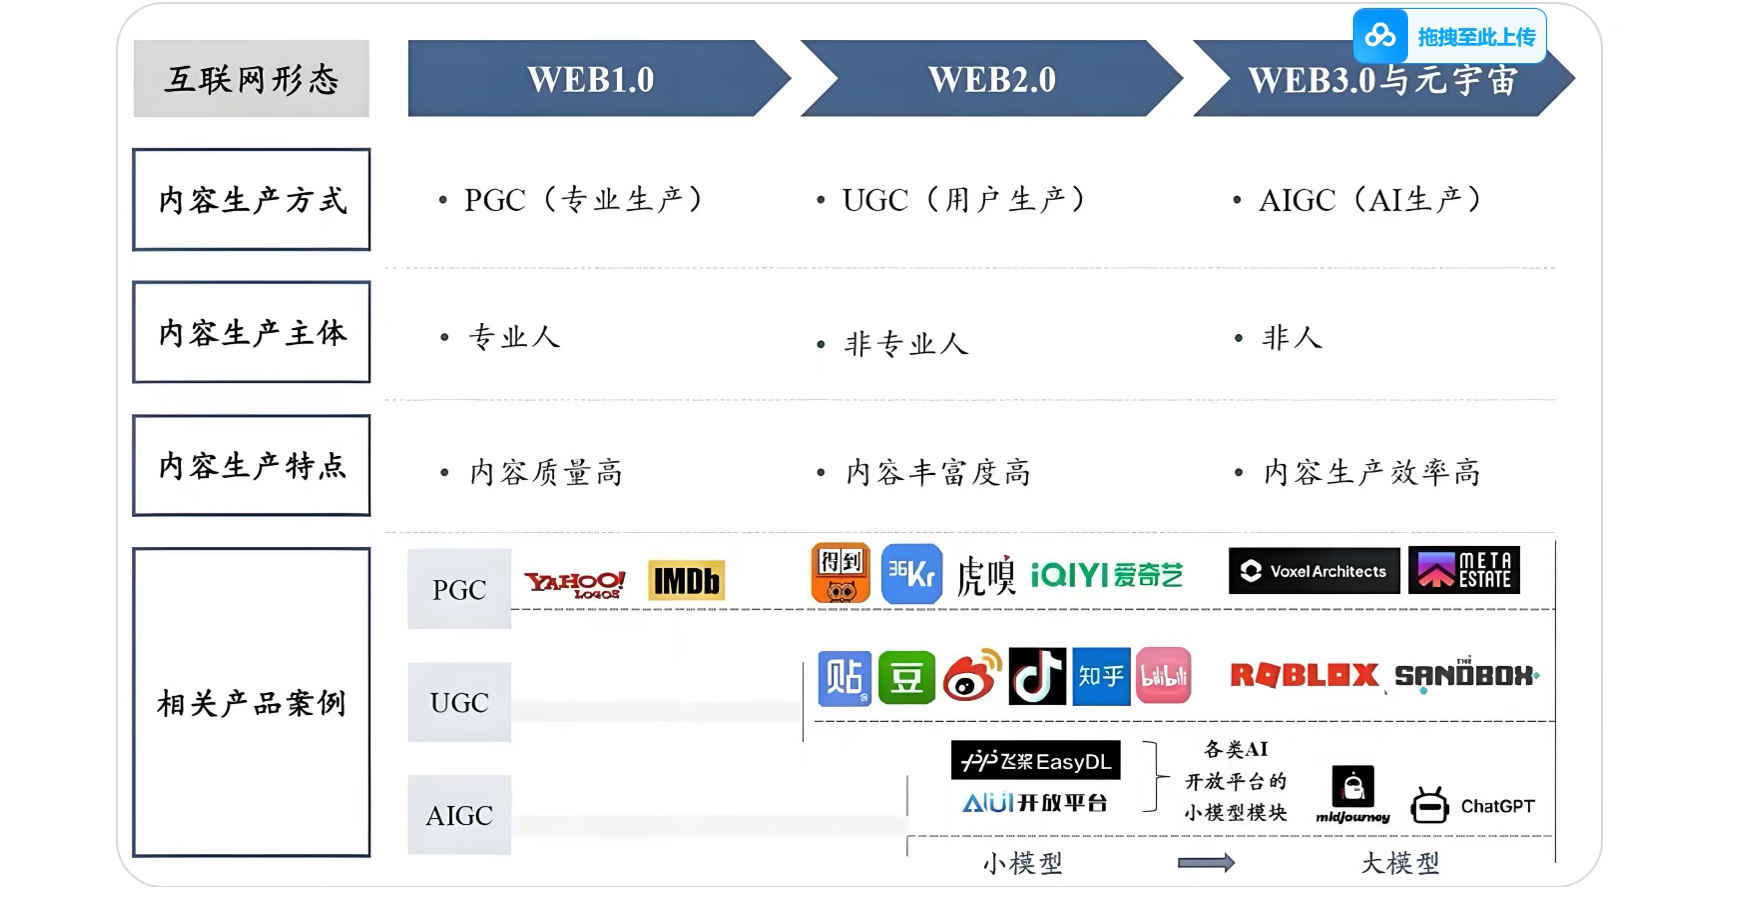 拖拽至此上传
互联网形态
WEB1.0
WEB2.0
WEB3.0与元宇宙
内容生产方式
• PGC（专业生产）
• UGC（用户生产）
• AIGC（AI生产）
内容生产主体
• 专业人
• 非专业人
• 非人
内容生产特点
• 内容质量高
• 内容丰富度高
• 内容生产效率高
相关产品案例
PGC
YAHOO!
LOGOS
IMDb
得到
36Kr
虎嗅
iQIYI 爱奇艺
Voxel Architects
META
ESTATE
UGC
贴
豆
知乎
bilibili
ROBLOX
THE
SANDBOX
AIGC
飞桨EasyDL
AIUI开放平台
各类AI
开放平台的
小模型模块
midjourney
ChatGPT
小模型
大模型